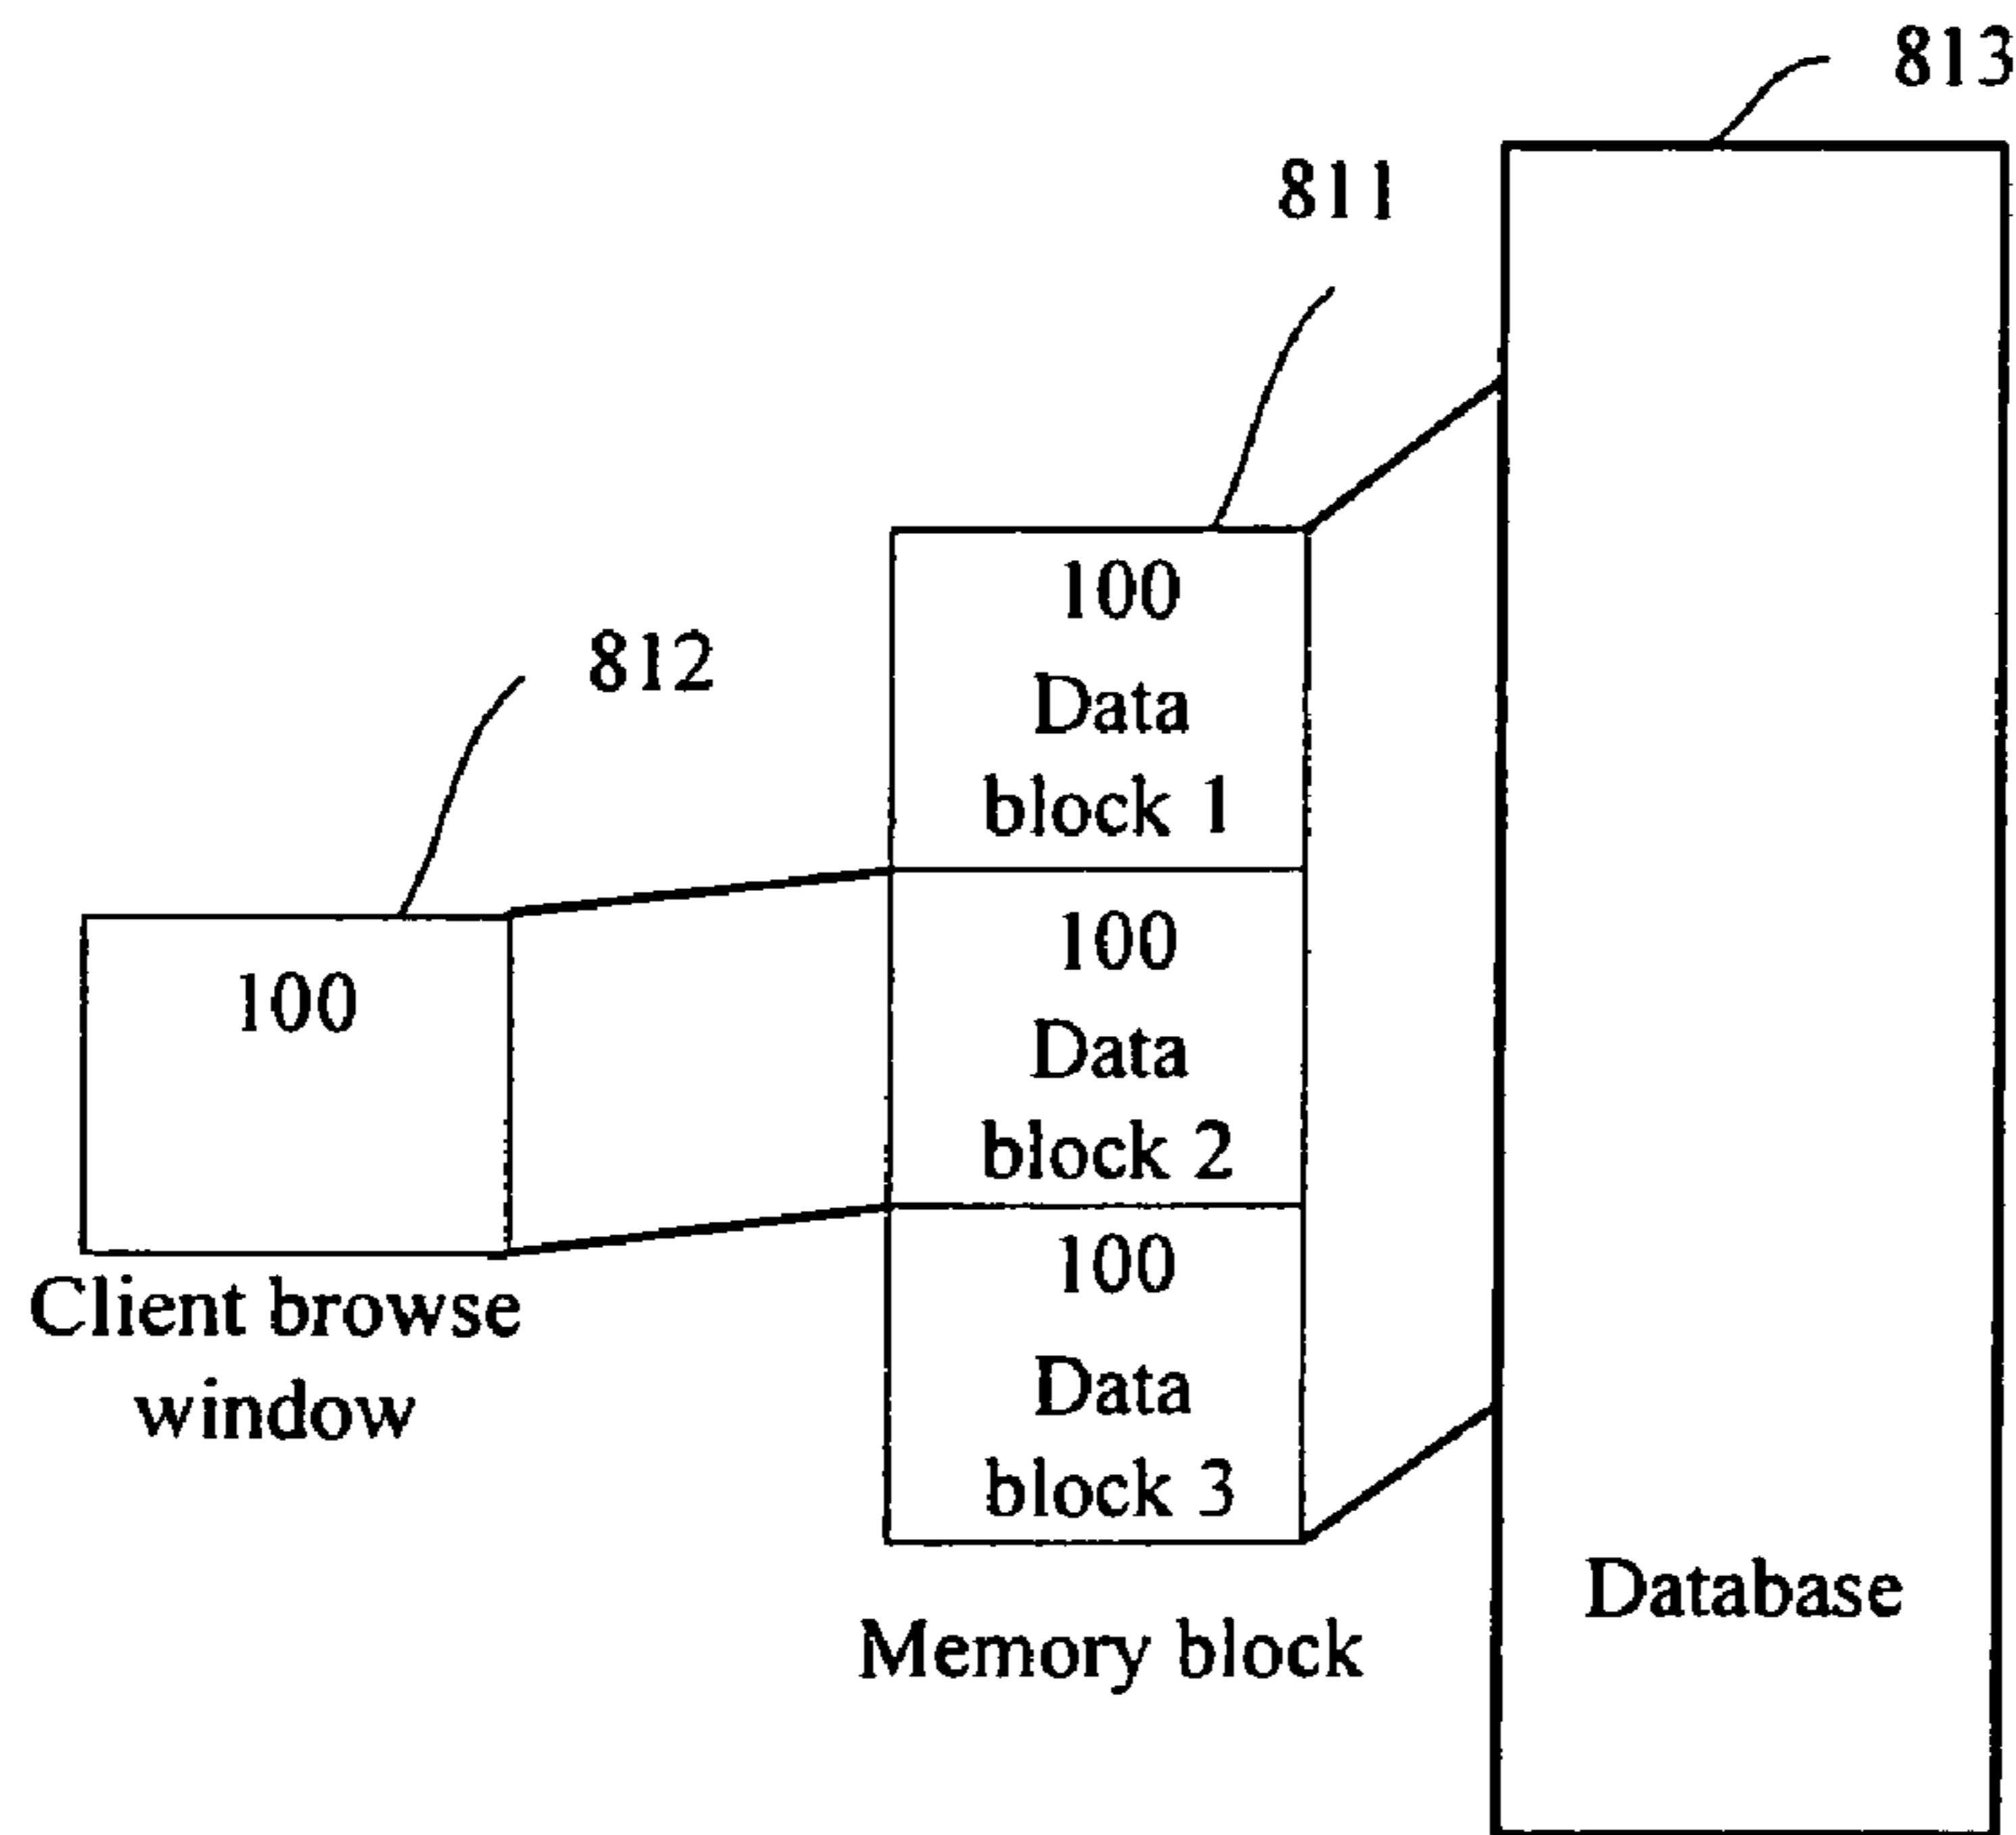 813
811
812
100
Data
block 1
100
Data
block 2
100
Data
block 3
100
Client browse
window
Memory block
Database